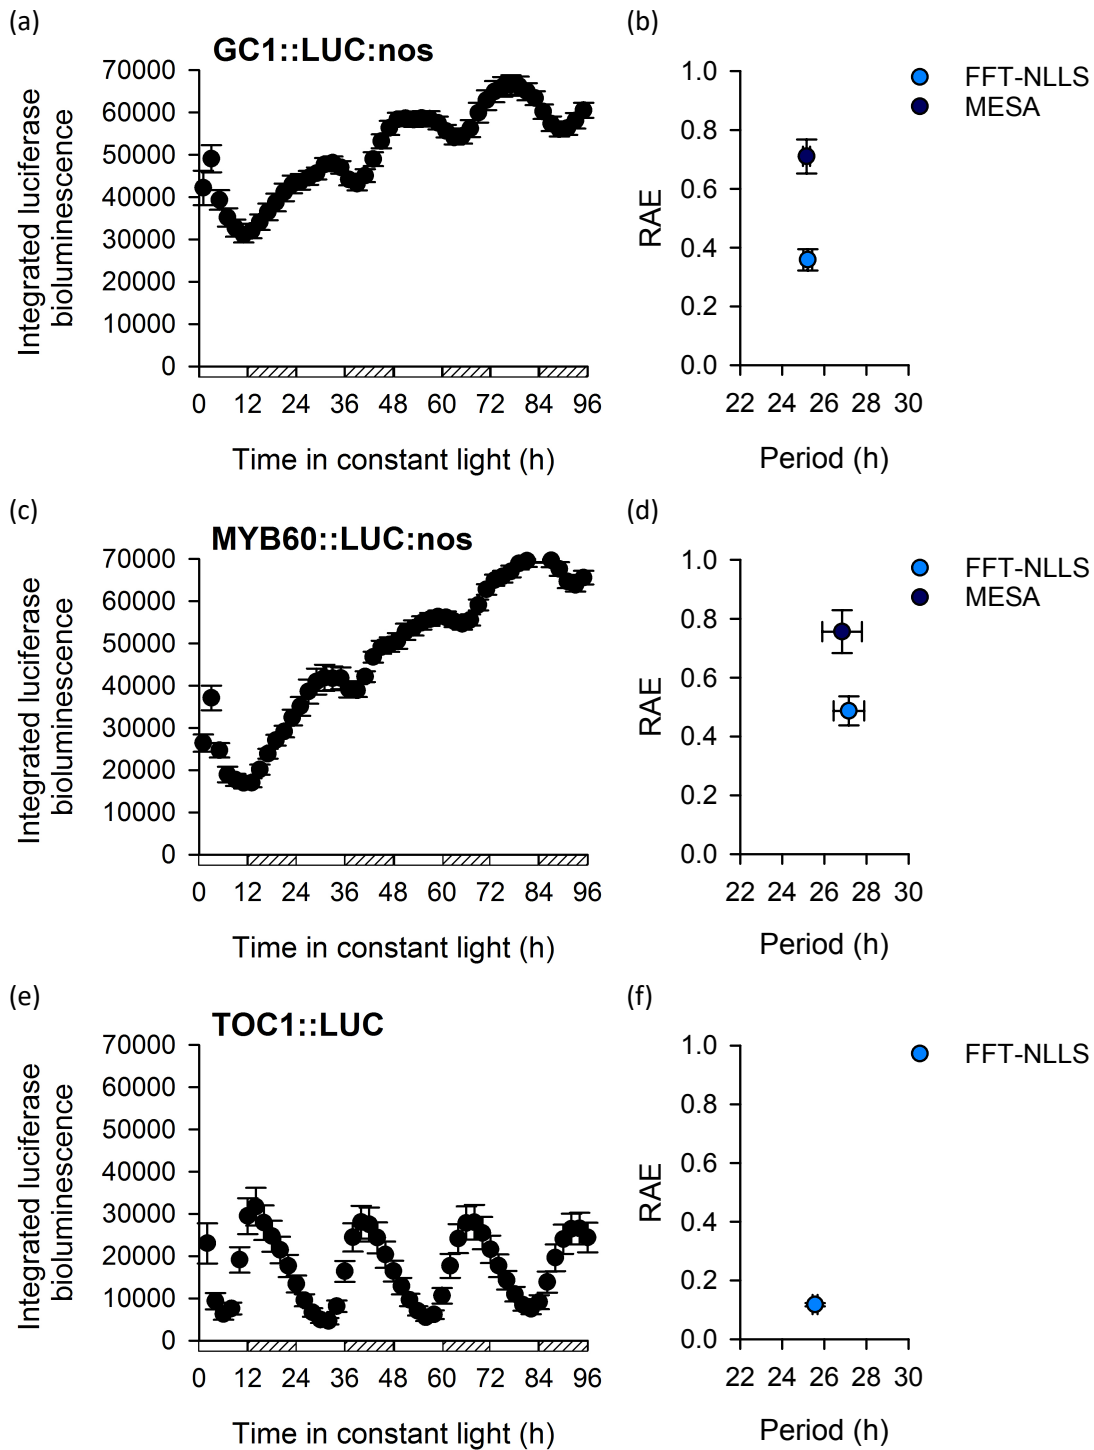 (a)
GC1::LUC:nos
Integrated luciferase
bioluminescence
70000
60000
50000
40000
30000
20000
10000
0
0 12 24 36 48 60 72 84 96
Time in constant light (h)
(b)
FFT-NLLS
MESA
RAE
1.0
0.8
0.6
0.4
0.2
0.0
22 24 26 28 30
Period (h)
(c)
MYB60::LUC:nos
Integrated luciferase
bioluminescence
70000
60000
50000
40000
30000
20000
10000
0
0 12 24 36 48 60 72 84 96
Time in constant light (h)
(d)
FFT-NLLS
MESA
RAE
1.0
0.8
0.6
0.4
0.2
0.0
22 24 26 28 30
Period (h)
(e)
TOC1::LUC
Integrated luciferase
bioluminescence
70000
60000
50000
40000
30000
20000
10000
0
0 12 24 36 48 60 72 84 96
Time in constant light (h)
(f)
FFT-NLLS
RAE
1.0
0.8
0.6
0.4
0.2
0.0
22 24 26 28 30
Period (h)